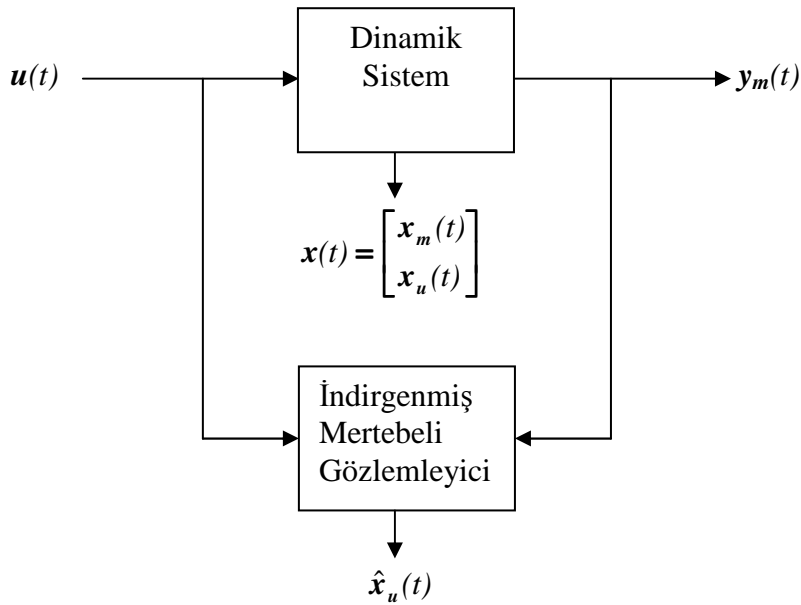 Dinamik
Sistem
u(t)
y_m(t)
x(t) = [x_m(t)
x_u(t)]
İndirgenmiş
Mertebeli
Gözlemleyici
x̂_u(t)